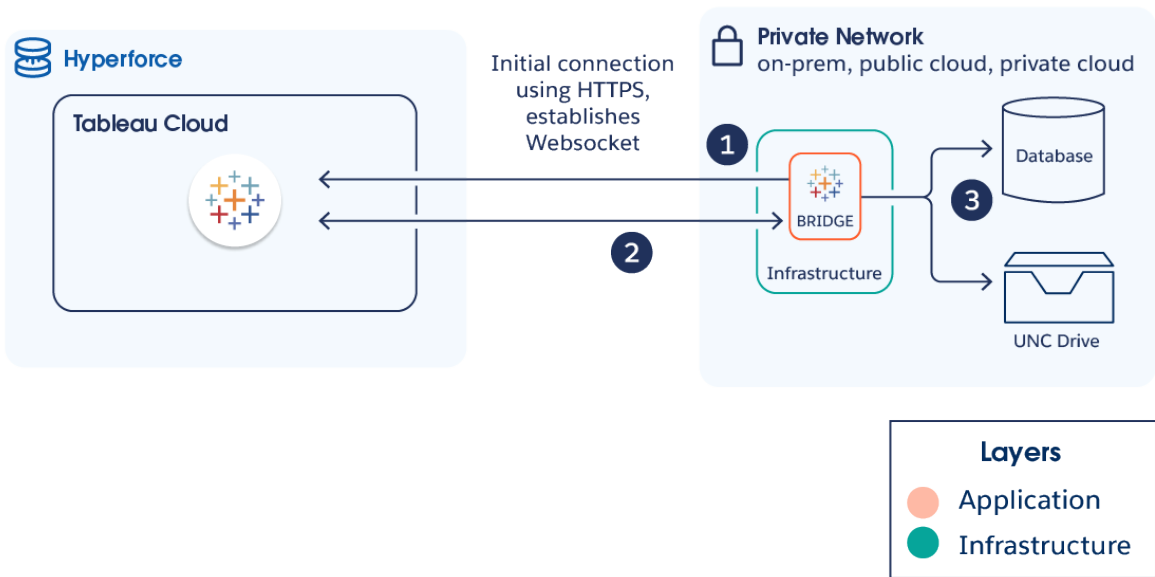 Hyperforce
Tableau Cloud
Initial connection
using HTTPS,
establishes
Websocket
1
2
Private Network
on-prem, public cloud, private cloud
BRIDGE
Infrastructure
3
Database
UNC Drive
Layers
Application
Infrastructure